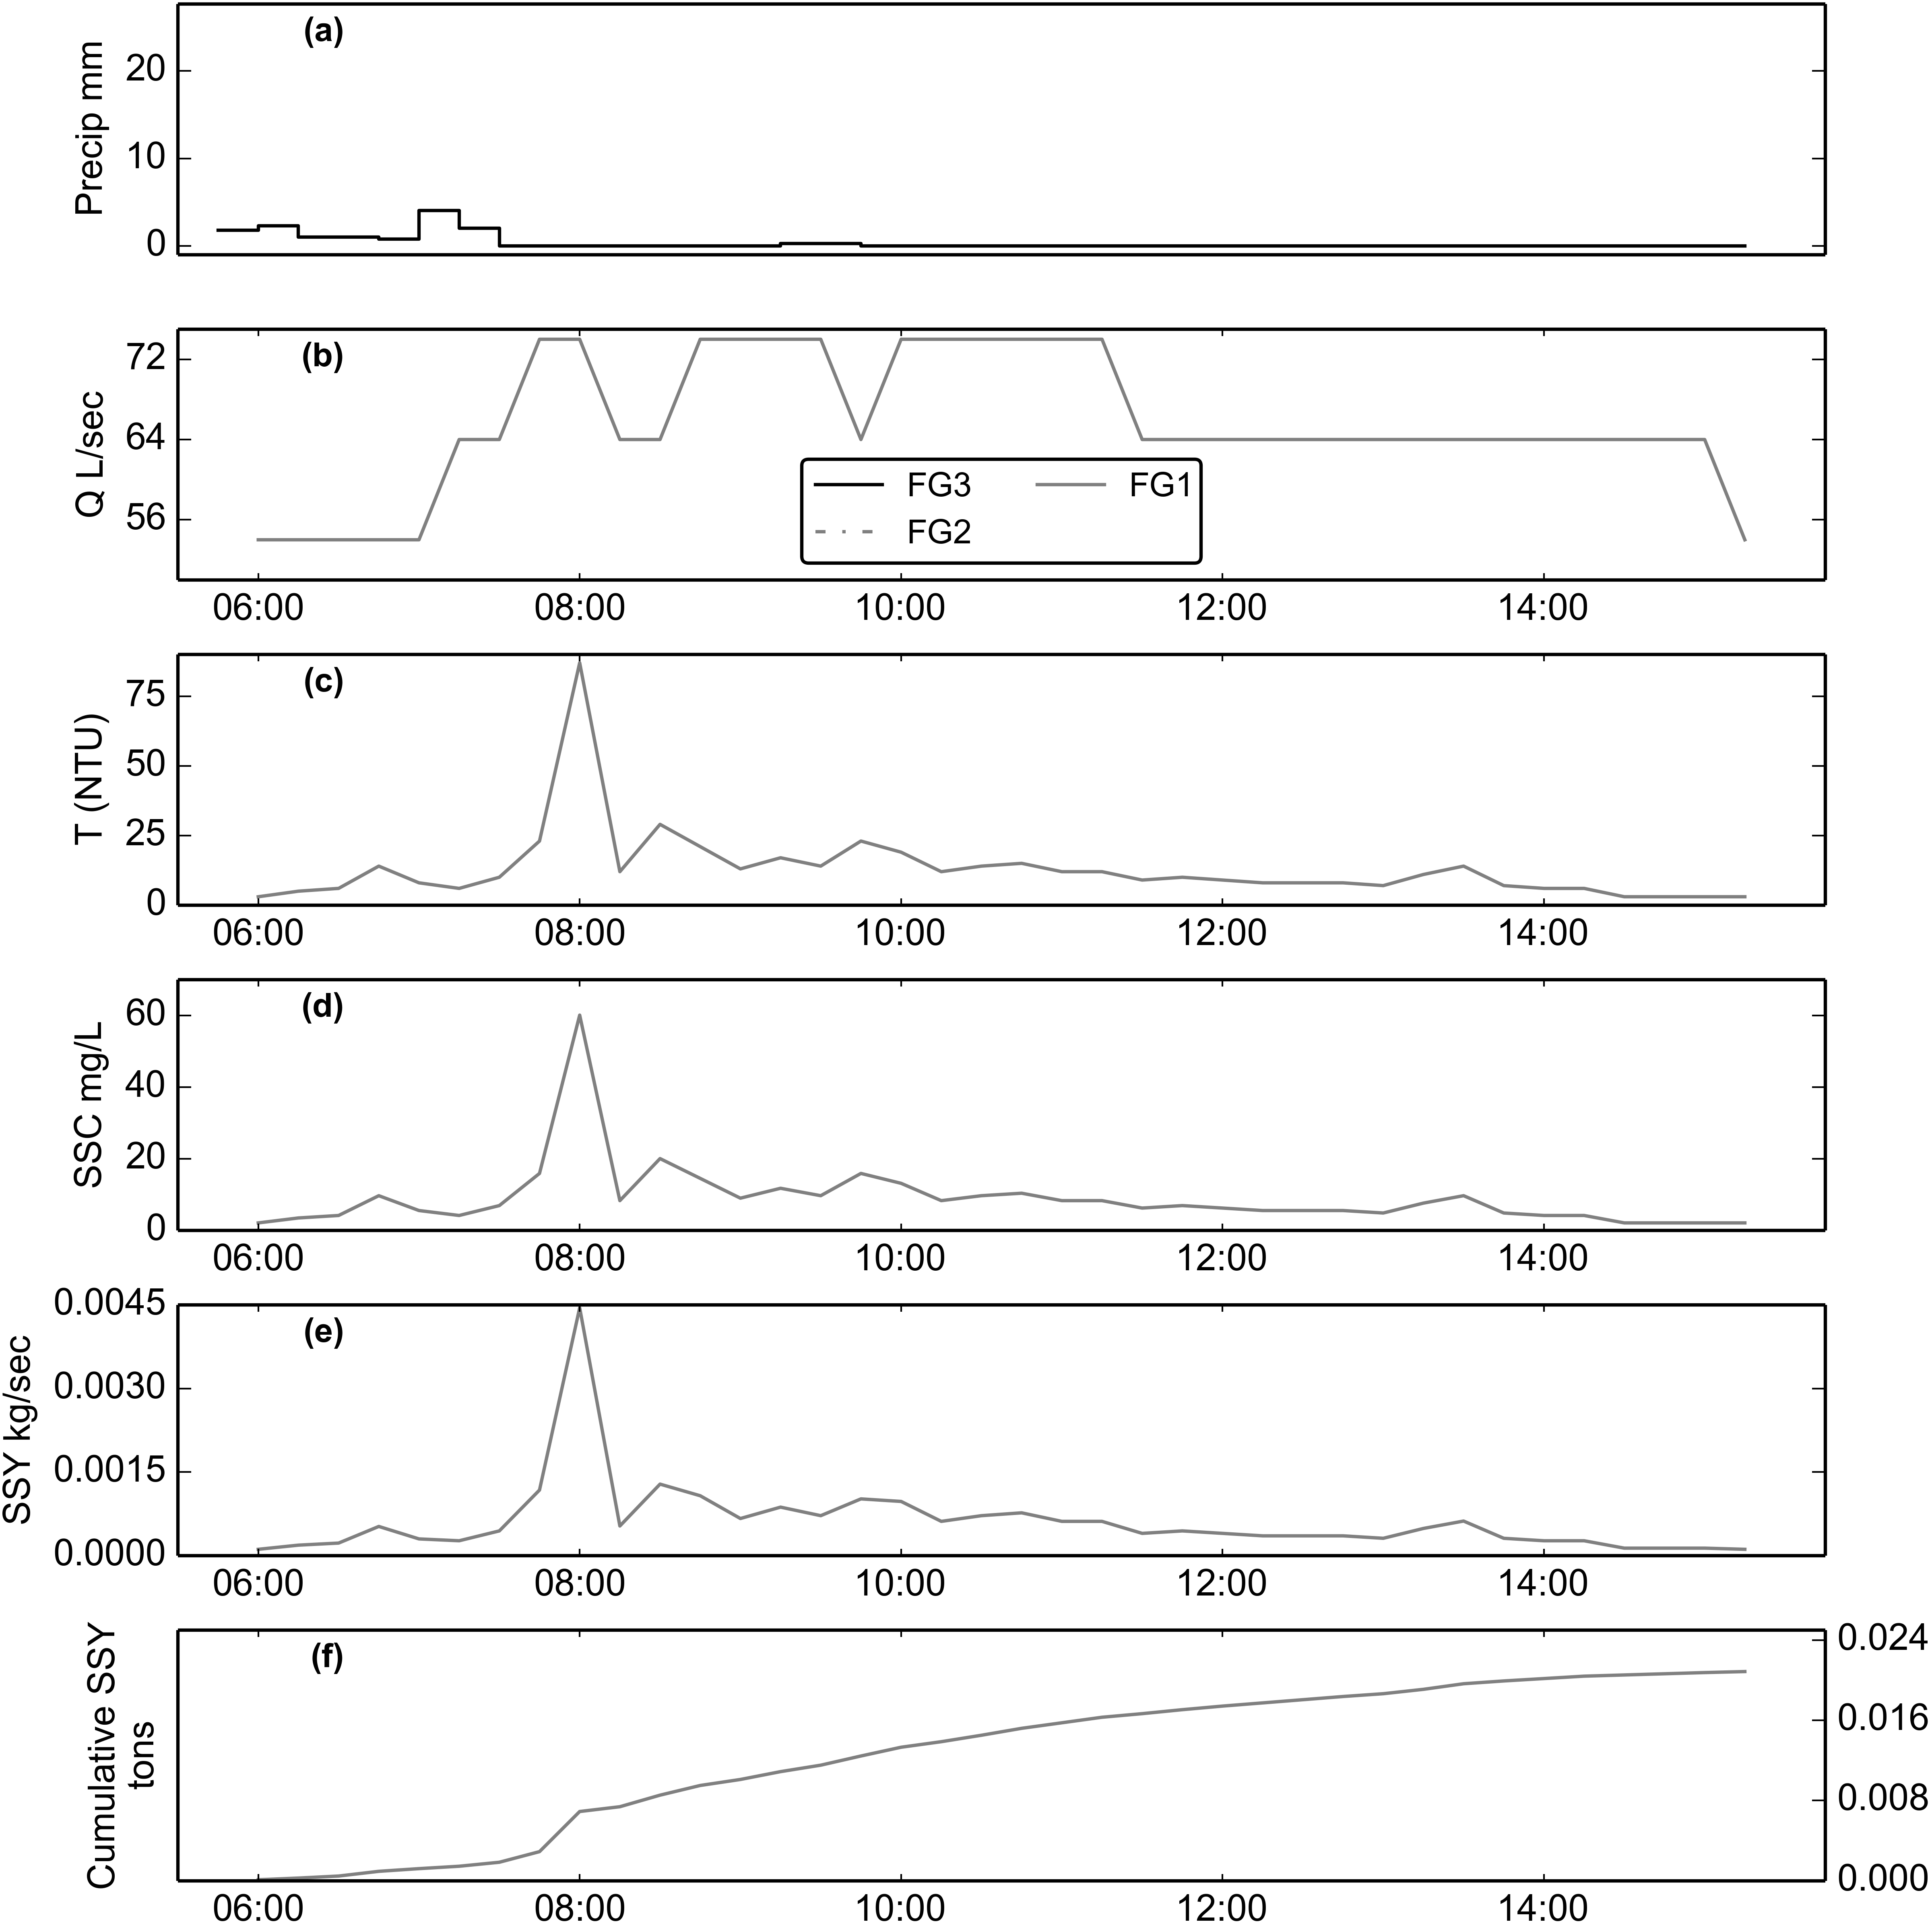 (a)
Precip mm
20
10
0
(b)
Q L/sec
72
64
56
FG3 FG1
FG2
06:00 08:00 10:00 12:00 14:00
(c)
T (NTU)
75
50
25
0
06:00 08:00 10:00 12:00 14:00
(d)
SSC mg/L
60
40
20
0
06:00 08:00 10:00 12:00 14:00
(e)
SSY kg/sec
0.0045
0.0030
0.0015
0.0000
06:00 08:00 10:00 12:00 14:00
(f)
Cumulative SSY
tons
0.024
0.016
0.008
0.000
06:00 08:00 10:00 12:00 14:00